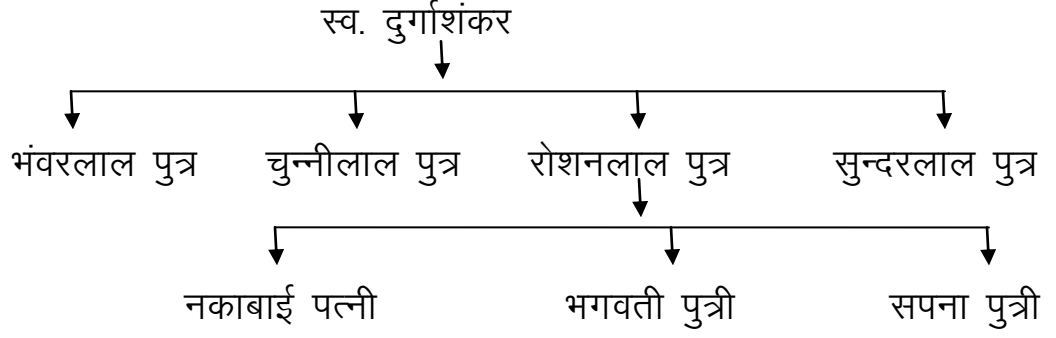 स्व. दुर्गाशंकर
भंवरलाल पुत्र चुन्नीलाल पुत्र रोशनलाल पुत्र सुन्दरलाल पुत्र
नकाबाई पत्नी भगवती पुत्री सपना पुत्री